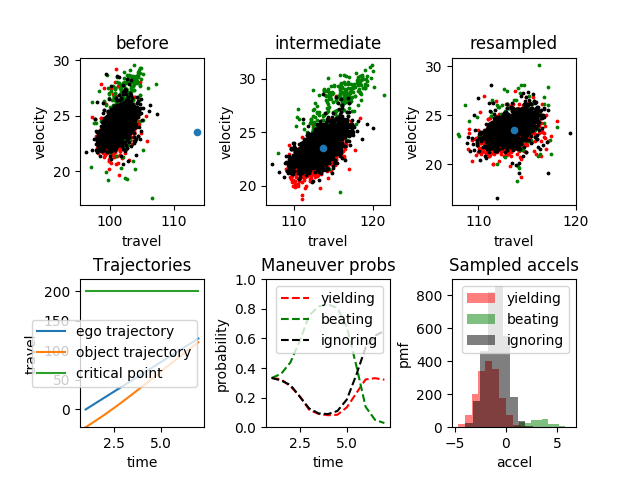 before
intermediate
resampled
30
25
20
velocity
100
110
travel
30
25
20
velocity
110
120
travel
30
25
20
velocity
110
120
travel
Trajectories
Maneuver probs
Sampled accels
200
150
100
50
0
travel
ego trajectory
object trajectory
critical point
2.5
5.0
time
1.0
0.8
0.6
0.4
0.2
0.0
probability
yielding
beating
ignoring
2.5
5.0
time
800
600
400
200
0
pmf
yielding
beating
ignoring
−5
0
5
accel